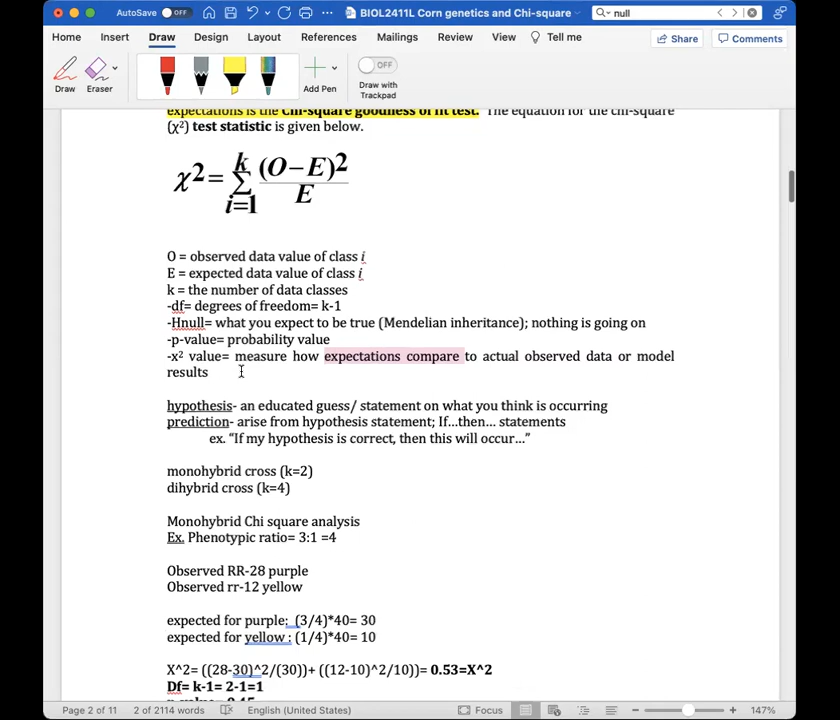 AutoSave OFF BIOL2411L Corn genetics and Chi-square null
Home Insert Draw Design Layout References Mailings Review View Tell me Share Comments
Draw Eraser Add Pen OFF Draw with Trackpad
expectations is the Chi-square goodness of fit test. The equation for the chi-square
(χ²) test statistic is given below.
χ2= k Σ i=1 (O−E)2 / E
O = observed data value of class i
E = expected data value of class i
k = the number of data classes
-df= degrees of freedom= k-1
-Hnull= what you expect to be true (Mendelian inheritance); nothing is going on
-p-value= probability value
-x² value= measure how expectations compare to actual observed data or model
results
hypothesis- an educated guess/ statement on what you think is occurring
prediction- arise from hypothesis statement; If...then... statements
ex. “If my hypothesis is correct, then this will occur...”
monohybrid cross (k=2)
dihybrid cross (k=4)
Monohybrid Chi square analysis
Ex. Phenotypic ratio= 3:1 =4
Observed RR-28 purple
Observed rr-12 yellow
expected for purple: (3/4)*40= 30
expected for yellow : (1/4)*40= 10
X^2= ((28-30)^2/(30))+ ((12-10)^2/10))= 0.53=X^2
Df= k-1= 2-1=1
Page 2 of 11 2 of 2114 words English (United States) Focus 147%